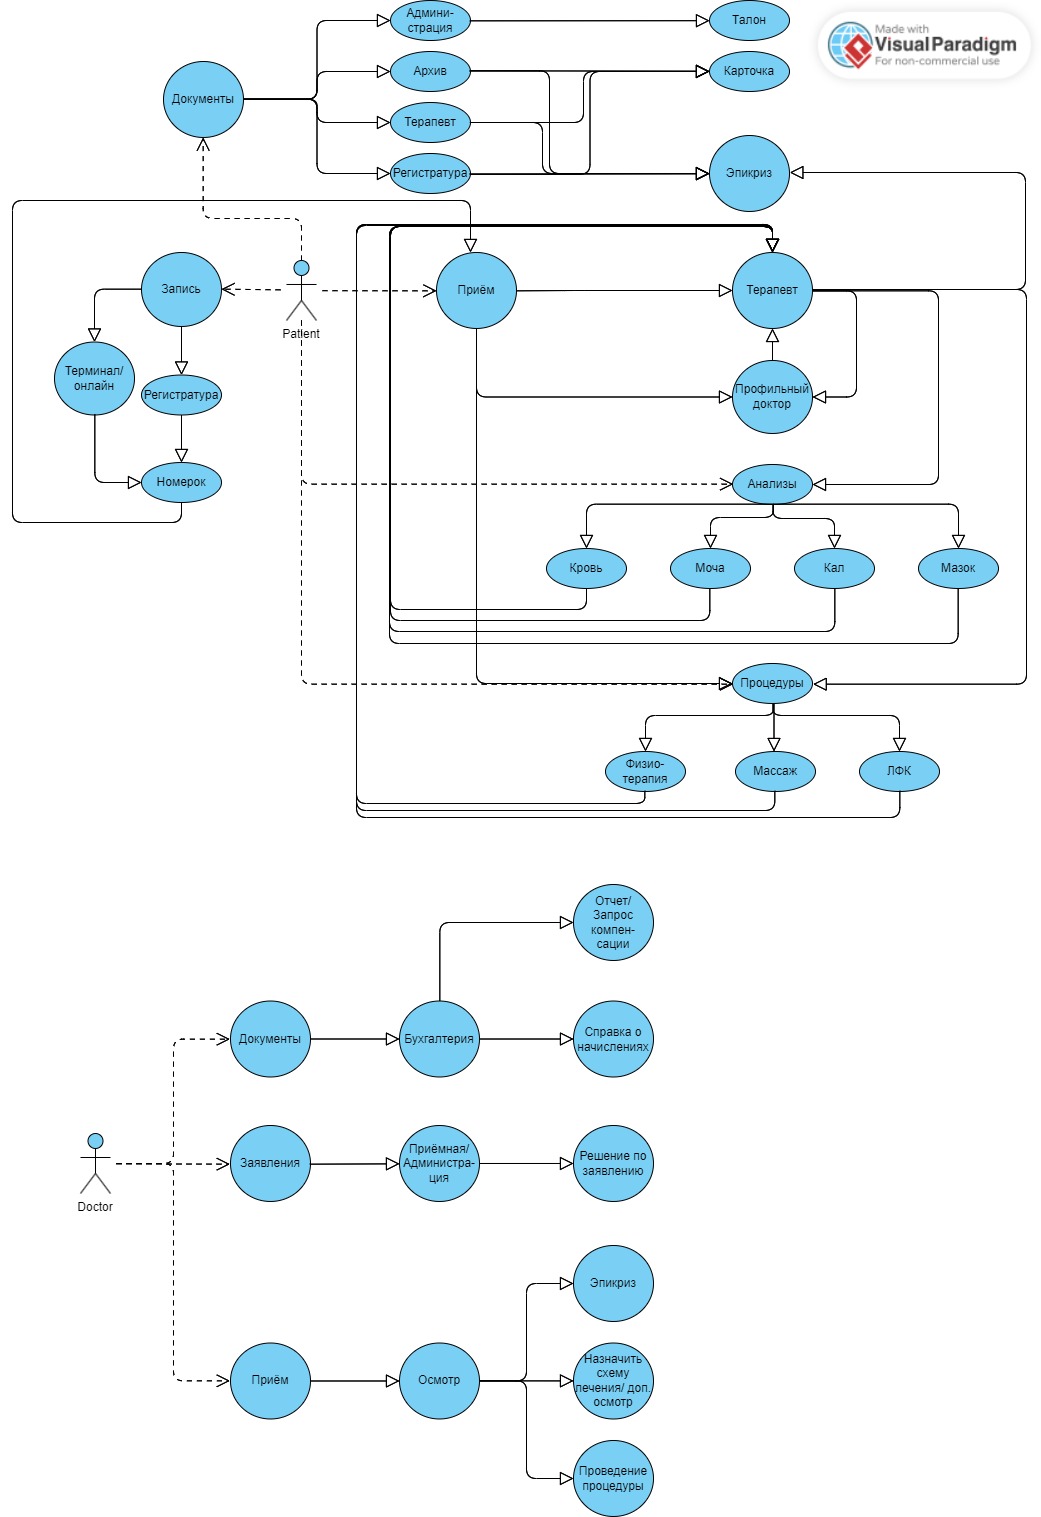 Админи-
страция
Талон
Made with
Visual Paradigm
For non-commercial use
Архив
Карточка
Документы
Терапевт
Регистратура
Эпикриз
Запись
Patient
Приём
Терапевт
Терминал/
онлайн
Регистратура
Профильный
доктор
Номерок
Анализы
Кровь
Моча
Кал
Мазок
Процедуры
Физио-
терапия
Массаж
ЛФК
Отчет/
Запрос
компен-
сации
Документы
Бухгалтерия
Справка о
начислениях
Doctor
Заявления
Приёмная/
Администра-
ция
Решение по
заявлению
Эпикриз
Приём
Осмотр
Назначить
схему
лечения/ доп.
осмотр
Проведение
процедуры